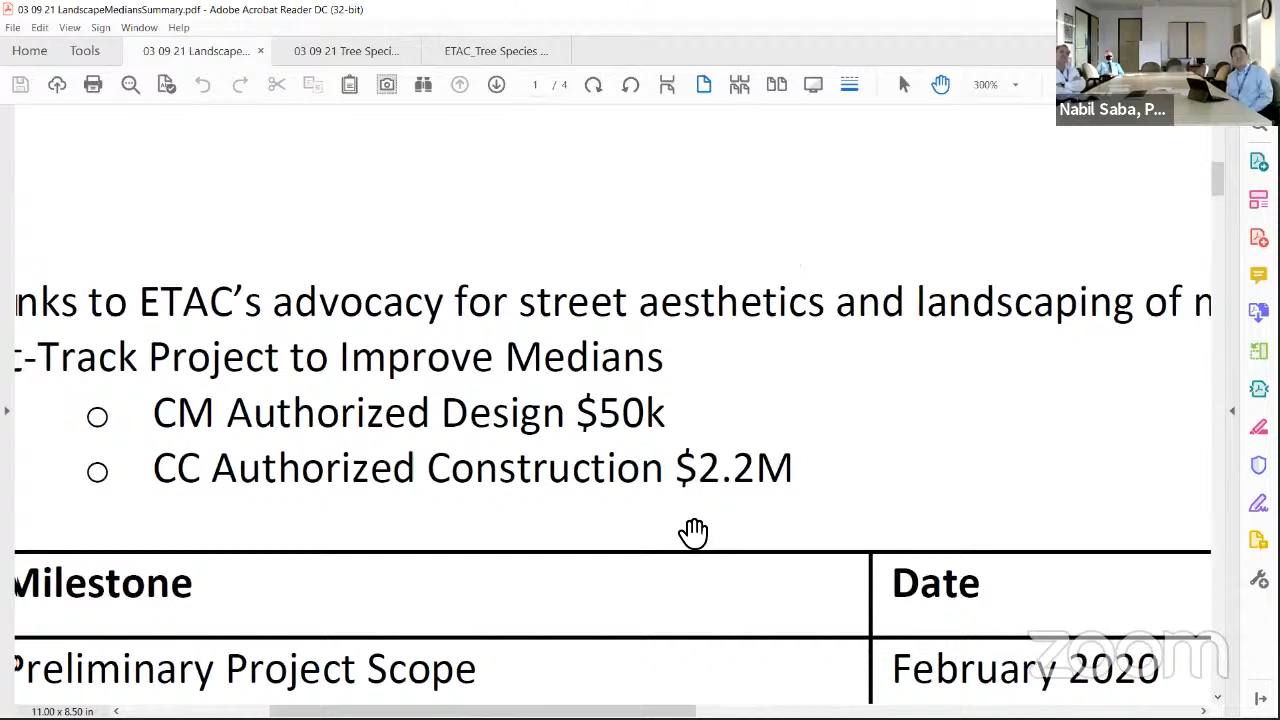 03 09 21 LandscapeMediansSummary.pdf - Adobe Acrobat Reader DC (32-bit)
File Edit View Sign Window Help
Home Tools 03 09 21 Landscape... × 03 09 21 Tree Speci... ETAC_Tree Species ...
1 / 4 300%
Nabil Saba, P...
nks to ETAC's advocacy for street aesthetics and landscaping of
-Track Project to Improve Medians
o CM Authorized Design $50k
o CC Authorized Construction $2.2M
Milestone Date
Preliminary Project Scope February 2020
zoom
11.00 x 8.50 in